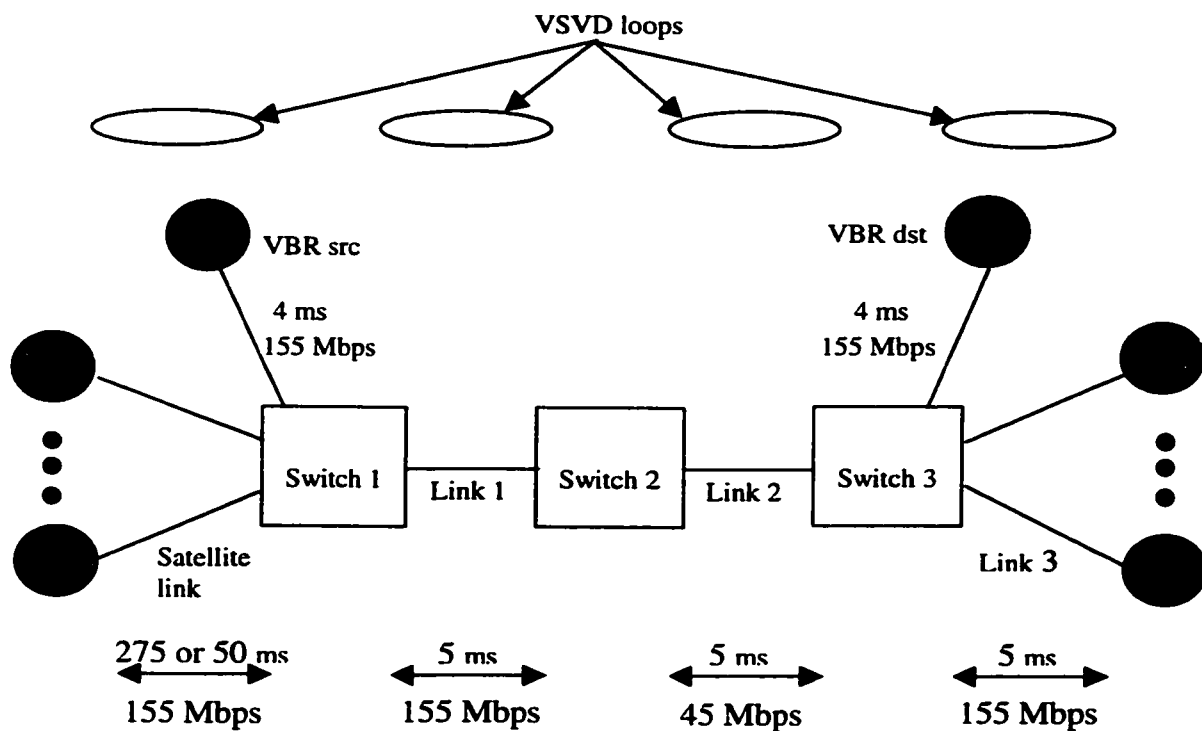 VSVD loops
VBR src
VBR dst
4 ms
155 Mbps
4 ms
155 Mbps
Switch 1
Link 1
Switch 2
Link 2
Switch 3
Satellite
link
Link 3
275 or 50 ms
5 ms
5 ms
5 ms
155 Mbps
155 Mbps
45 Mbps
155 Mbps